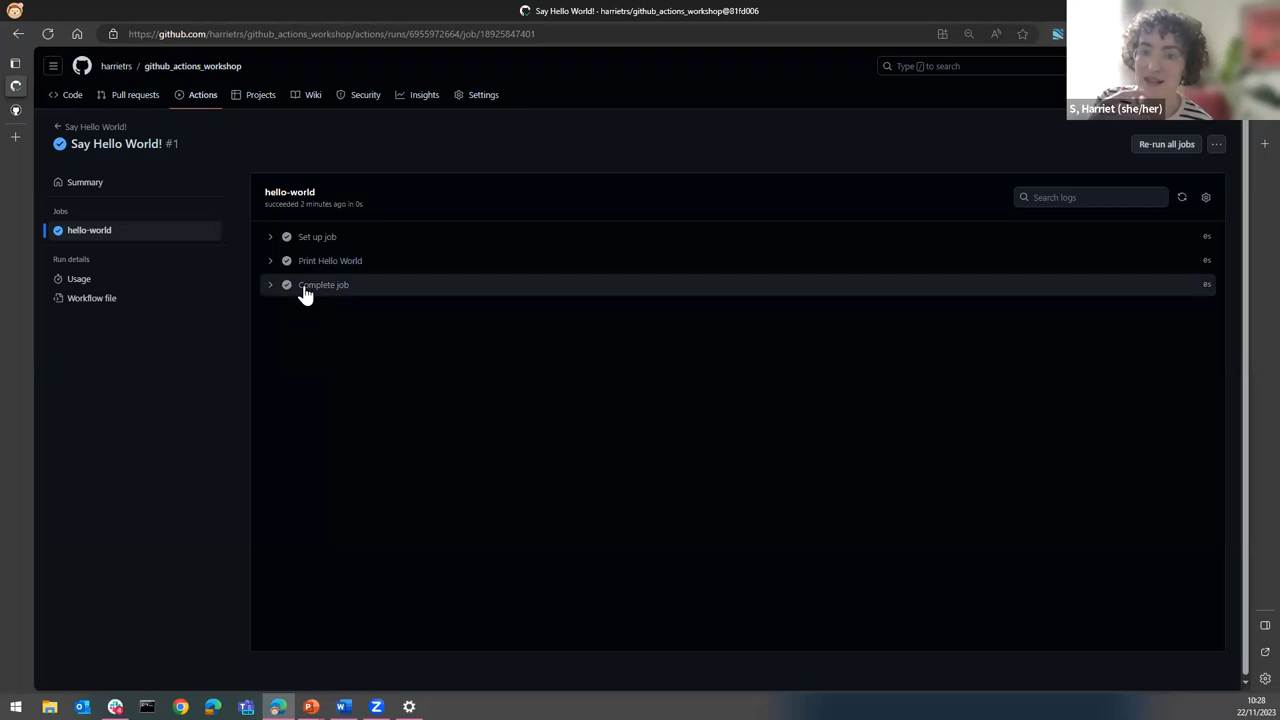 Say Hello World! · harrietrs/github_actions_workshop@81fd006
https://github.com/harrietrs/github_actions_workshop/actions/runs/6955972664/job/18925847401
harrietrs / github_actions_workshop
Type / to search
Code
Pull requests
Actions
Projects
Wiki
Security
Insights
Settings
S, Harriet (she/her)
Say Hello World!
Say Hello World! #1
Re-run all jobs
Summary
Jobs
hello-world
Run details
Usage
Workflow file
hello-world
succeeded 2 minutes ago in 0s
Search logs
Set up job
0s
Print Hello World
0s
Complete job
0s
10:28
22/11/2023